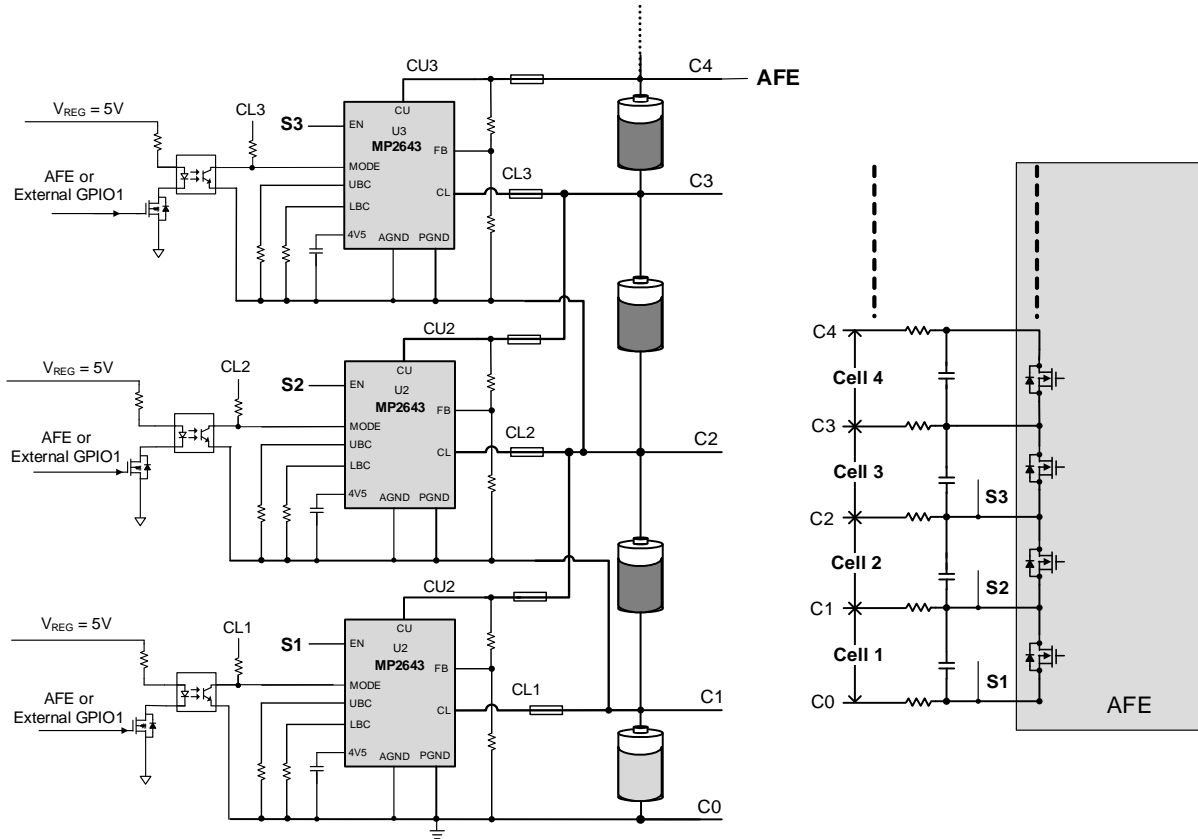 CU3
C4
AFE
VREG = 5V
CL3
CU
S3
EN
U3
MP2643
FB
MODE
AFE or
External GPIO1
UBC
CL
CL3
C3
LBC
4V5
AGND
PGND
CU2
VREG = 5V
CL2
CU
S2
EN
U2
MP2643
FB
MODE
AFE or
External GPIO1
UBC
CL
CL2
C2
LBC
4V5
AGND
PGND
CU2
VREG = 5V
CL1
CU
S1
EN
U2
MP2643
FB
MODE
AFE or
External GPIO1
UBC
CL
CL1
C1
LBC
4V5
AGND
PGND
C0
C4
Cell 4
C3
Cell 3
S3
C2
Cell 2
S2
C1
Cell 1
S1
C0
AFE